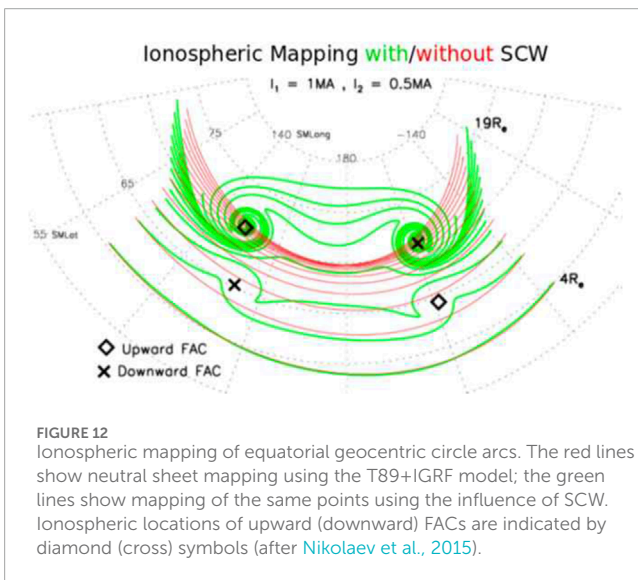 Ionospheric Mapping with/without SCW
I₁ = 1MA , I₂ = 0.5MA
75
140 SMLong
-140
19Rₑ
180
65
55 SMLat
4Rₑ
Upward FAC
Downward FAC
FIGURE 12
Ionospheric mapping of equatorial geocentric circle arcs. The red lines
show neutral sheet mapping using the T89+IGRF model; the green
lines show mapping of the same points using the influence of SCW.
Ionospheric locations of upward (downward) FACs are indicated by
diamond (cross) symbols (after Nikolaev et al., 2015).